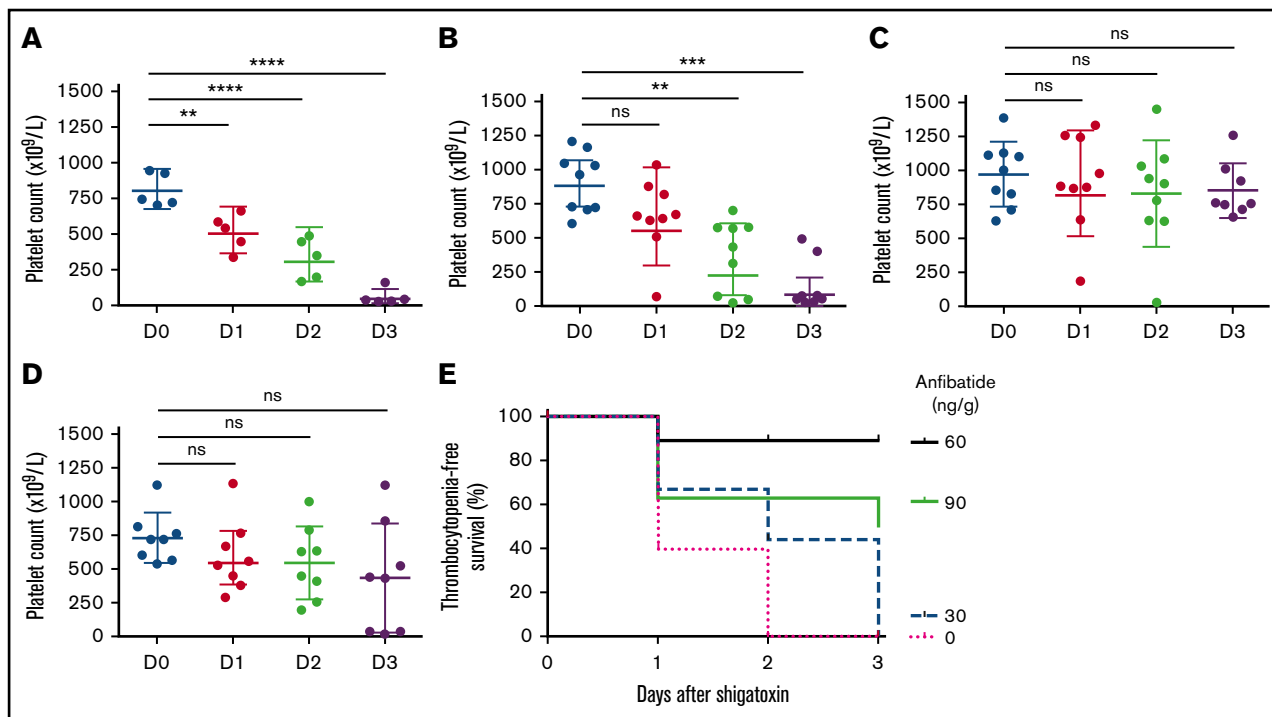 A
****
****
**
Platelet count (x10⁹/L)
1500
1250
1000
750
500
250
0
D0 D1 D2 D3
B
***
**
ns
Platelet count (x10⁹/L)
1500
1250
1000
750
500
250
0
D0 D1 D2 D3
C
ns
ns
ns
Platelet count (x10⁹/L)
1500
1250
1000
750
500
250
0
D0 D1 D2 D3
D
ns
ns
ns
Platelet count (x10⁹/L)
1500
1250
1000
750
500
250
0
D0 D1 D2 D3
E
Thrombocytopenia-free
survival (%)
100
80
60
40
20
0
0 1 2 3
Days after shigatoxin
Anfibatide
(ng/g)
60
90
30
0